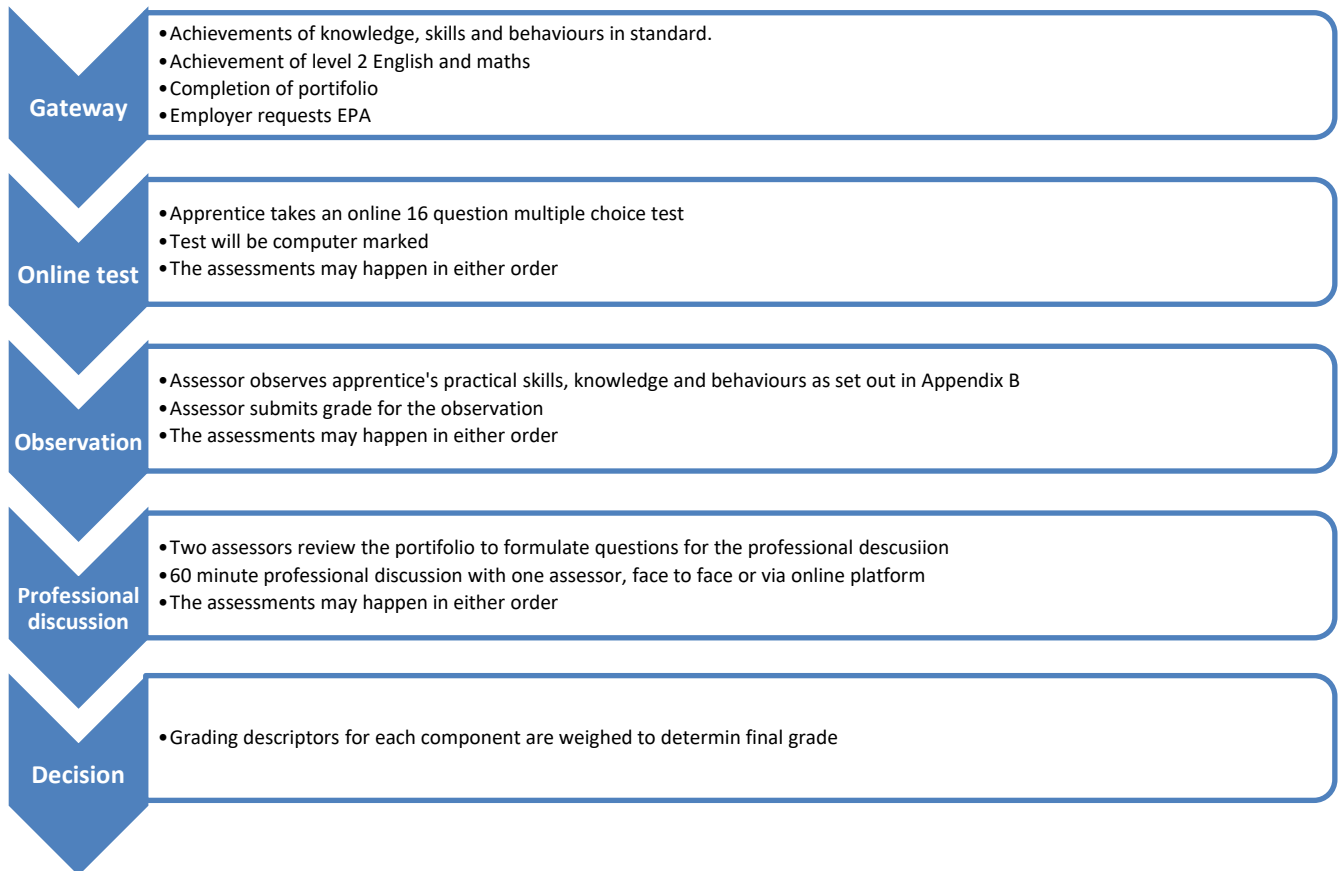 Gateway
•Achievements of knowledge, skills and behaviours in standard.
•Achievement of level 2 English and maths
•Completion of portifolio
•Employer requests EPA
Online test
•Apprentice takes an online 16 question multiple choice test
•Test will be computer marked
•The assessments may happen in either order
Observation
•Assessor observes apprentice's practical skills, knowledge and behaviours as set out in Appendix B
•Assessor submits grade for the observation
•The assessments may happen in either order
Professional
discussion
•Two assessors review the portifolio to formulate questions for the professional descusiion
•60 minute professional discussion with one assessor, face to face or via online platform
•The assessments may happen in either order
Decision
•Grading descriptors for each component are weighed to determin final grade